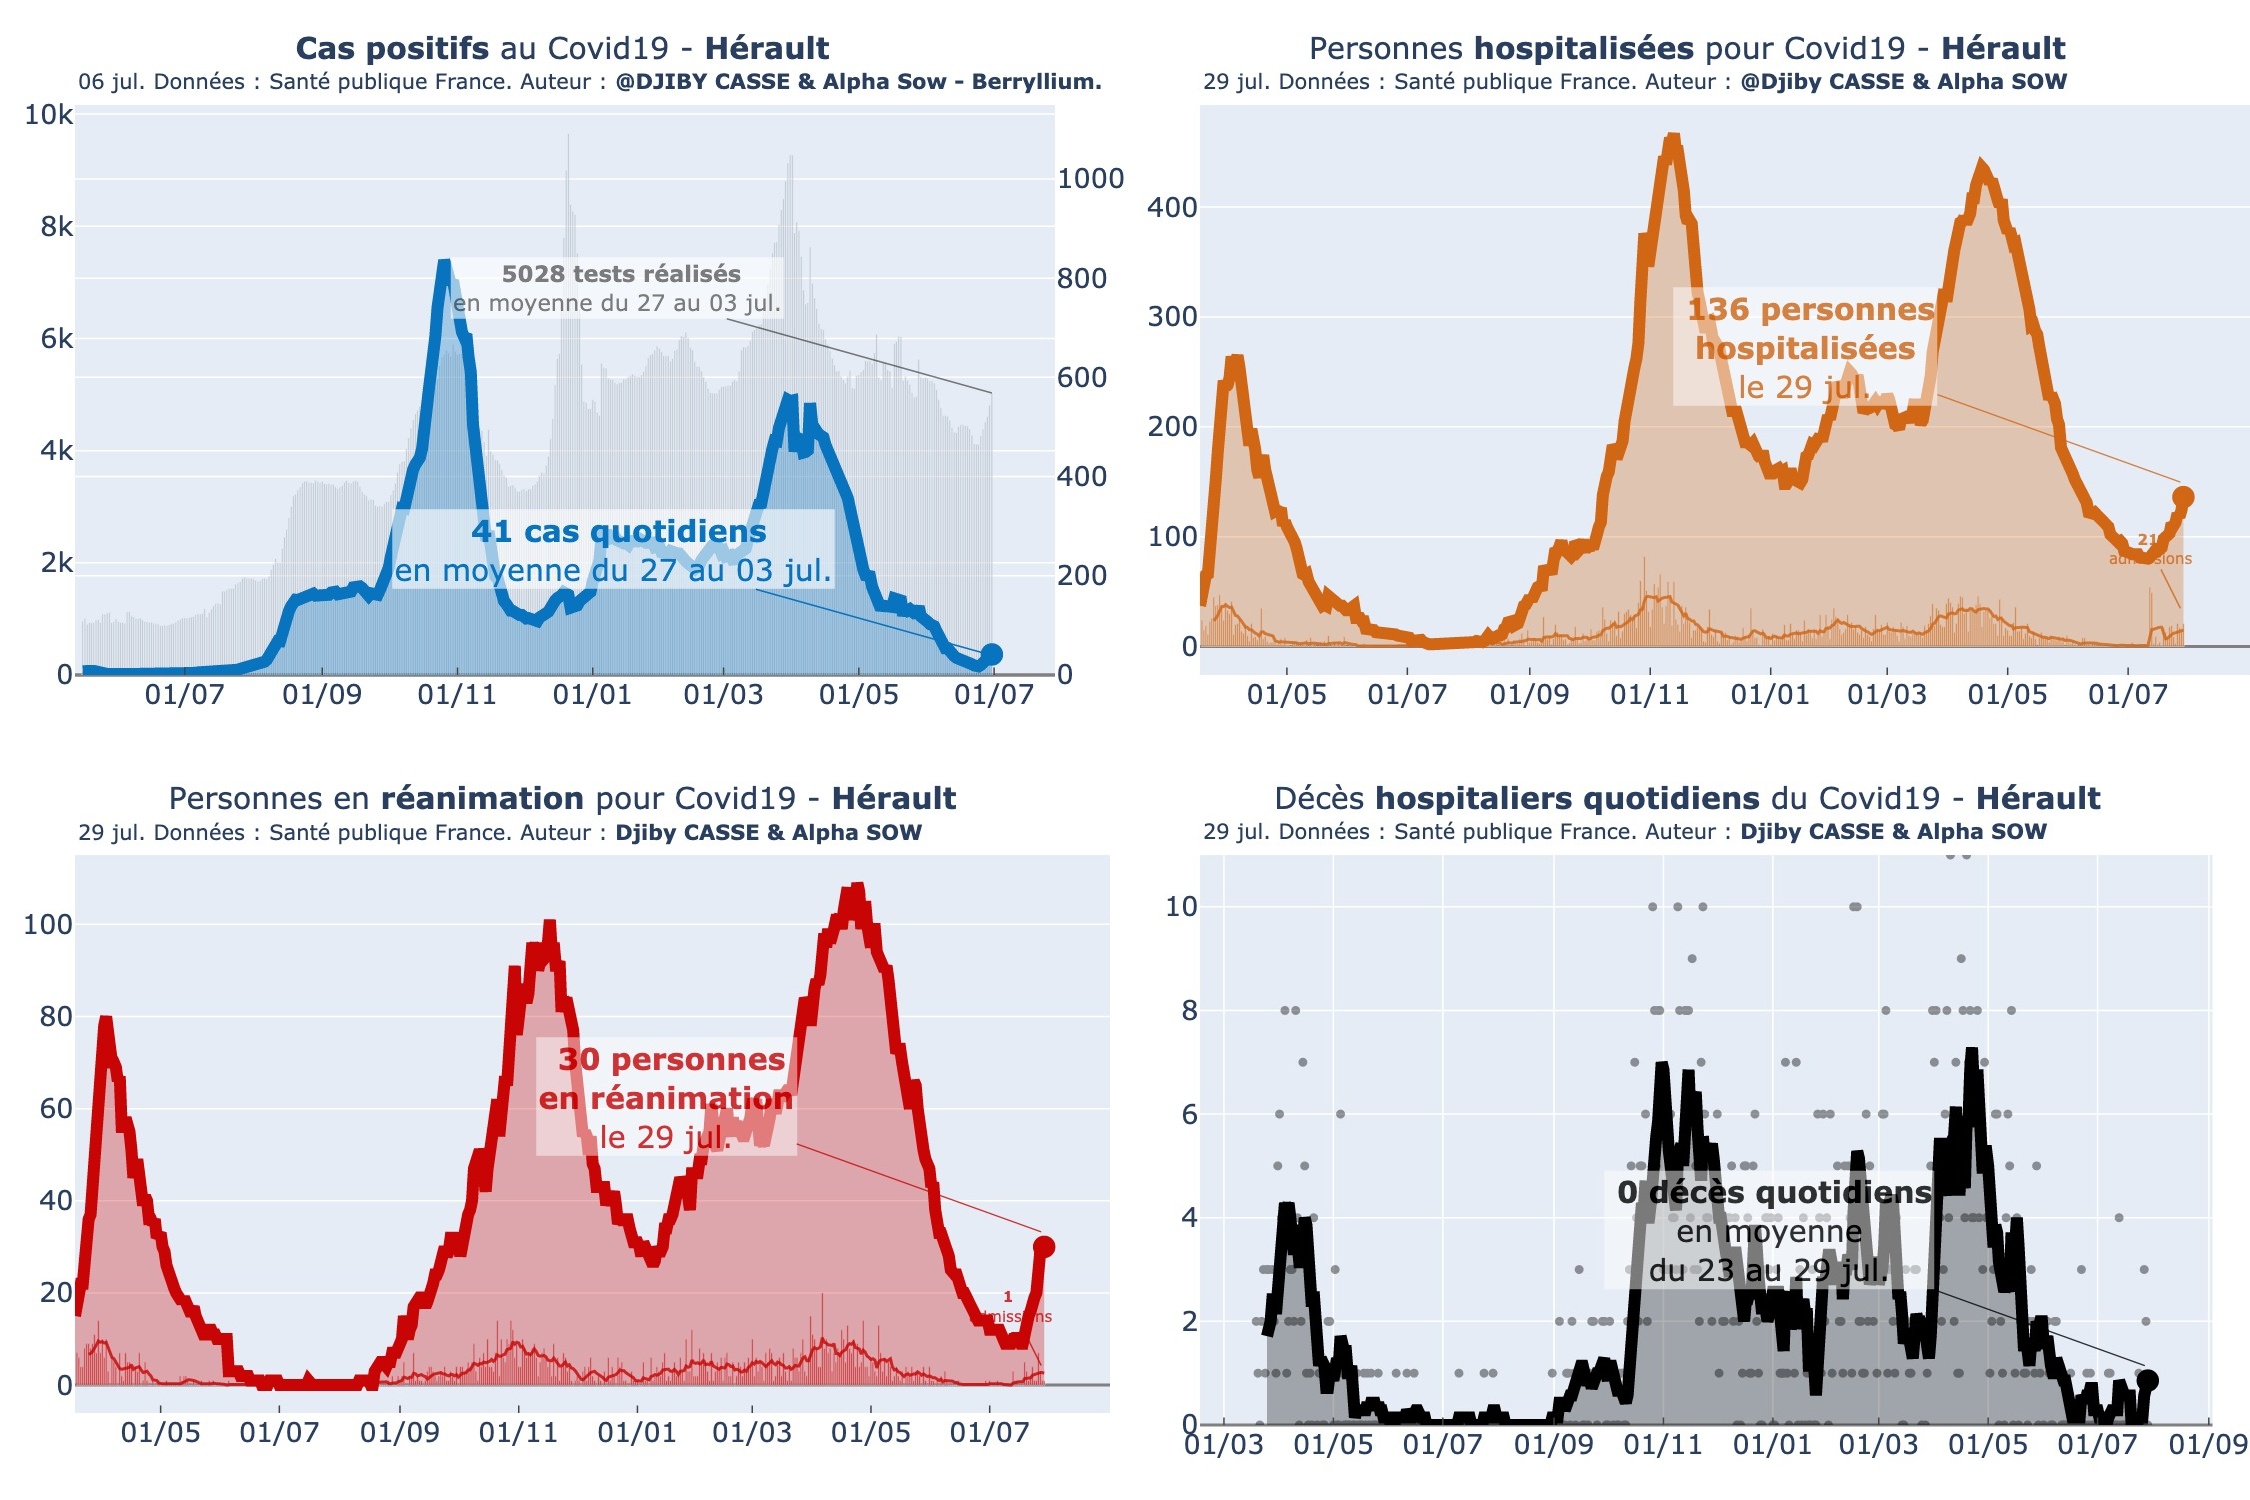 Cas positifs au Covid19 - Hérault
06 jul. Données : Santé publique France. Auteur : @DJIBY CASSE & Alpha Sow - Berryllium.
10k
8k
6k
4k
2k
0
1000
800
600
400
200
0
5028 tests réalisés
en moyenne du 27 au 03 jul.
41 cas quotidiens
en moyenne du 27 au 03 jul.
01/07 01/09 01/11 01/01 01/03 01/05 01/07
Personnes hospitalisées pour Covid19 - Hérault
29 jul. Données : Santé publique France. Auteur : @Djiby CASSE & Alpha SOW
400
300
200
100
0
136 personnes
hospitalisées
le 29 jul.
21
admissions
01/05 01/07 01/09 01/11 01/01 01/03 01/05 01/07
Personnes en réanimation pour Covid19 - Hérault
29 jul. Données : Santé publique France. Auteur : Djiby CASSE & Alpha SOW
100
80
60
40
20
0
30 personnes
en réanimation
le 29 jul.
1
admissions
01/05 01/07 01/09 01/11 01/01 01/03 01/05 01/07
Décès hospitaliers quotidiens du Covid19 - Hérault
29 jul. Données : Santé publique France. Auteur : Djiby CASSE & Alpha SOW
10
8
6
4
2
0
0 décès quotidiens
en moyenne
du 23 au 29 jul.
01/03 01/05 01/07 01/09 01/11 01/01 01/03 01/05 01/07 01/09